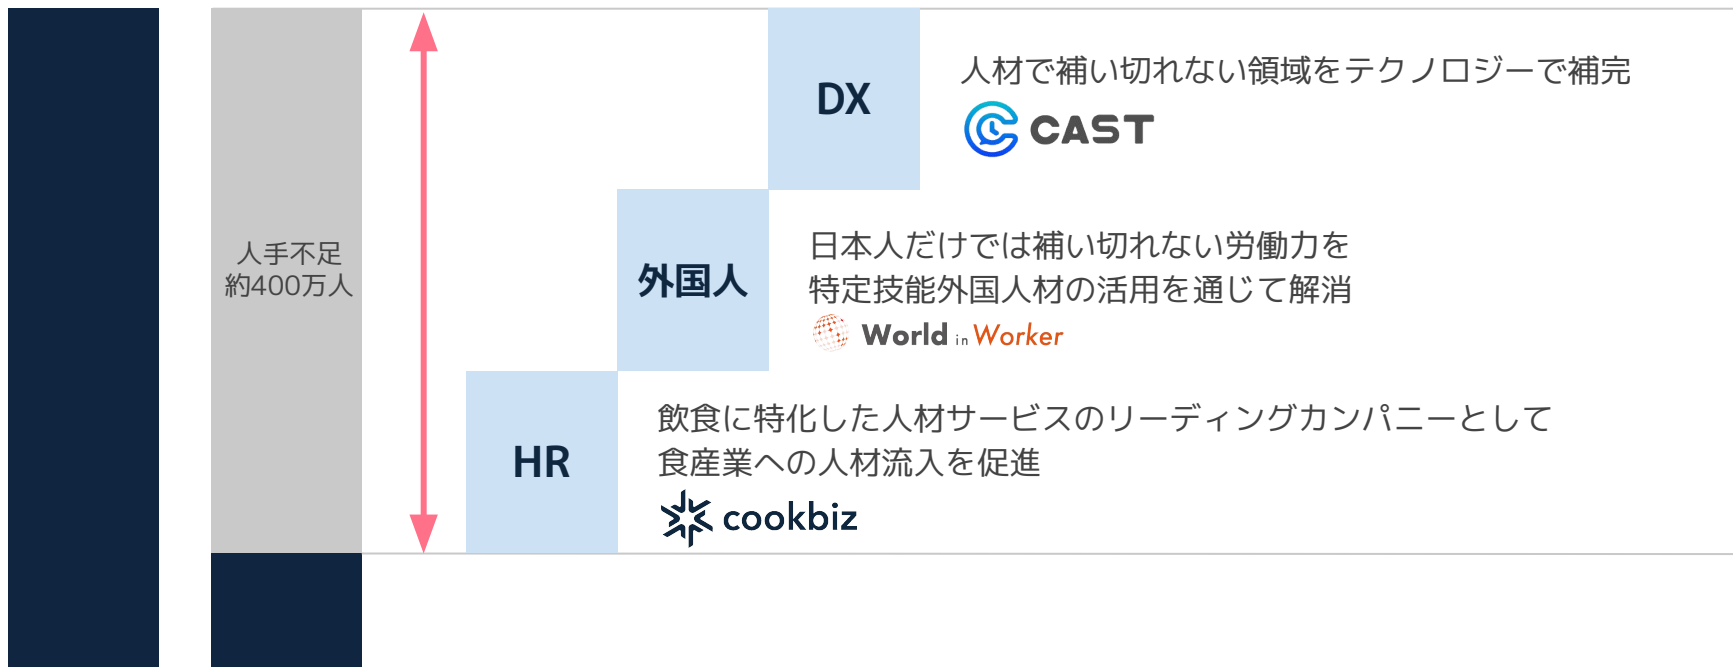 人手不足
約400万人
DX
人材で補い切れない領域をテクノロジーで補完
CAST
外国人
日本人だけでは補い切れない労働力を
特定技能外国人材の活用を通じて解消
World in Worker
HR
飲食に特化した人材サービスのリーディングカンパニーとして
食産業への人材流入を促進
cookbiz